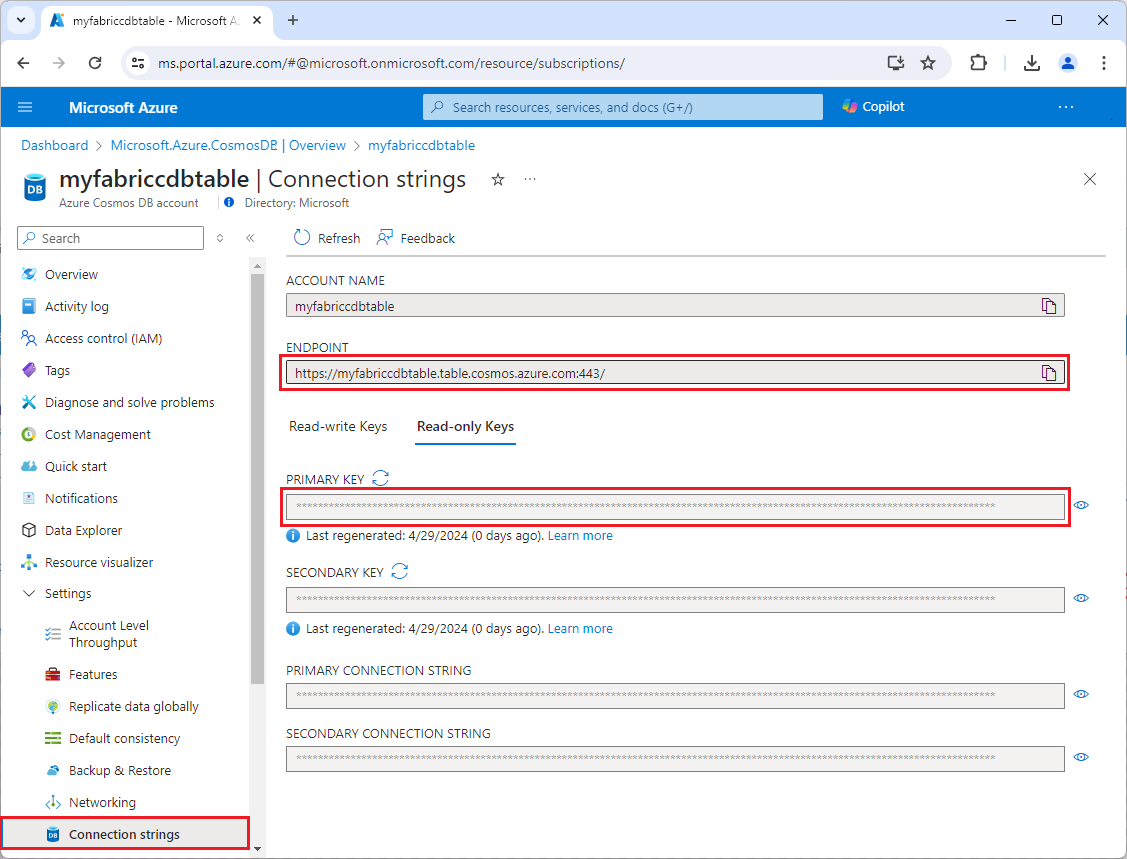 myfabriccdbtable - Microsoft A
ms.portal.azure.com/#@microsoft.onmicrosoft.com/resource/subscriptions/
Microsoft Azure
Search resources, services, and docs (G+/)
Copilot
...
Dashboard > Microsoft.Azure.CosmosDB | Overview > myfabriccdbtable
DB
myfabriccdbtable | Connection strings
...
Azure Cosmos DB account
Directory: Microsoft
Search
Overview
Activity log
Access control (IAM)
Tags
Diagnose and solve problems
Cost Management
Quick start
Notifications
Data Explorer
Resource visualizer
Settings
Account Level
Throughput
Features
Replicate data globally
Default consistency
Backup & Restore
Networking
Connection strings
Refresh
Feedback
ACCOUNT NAME
myfabriccdbtable
ENDPOINT
https://myfabriccdbtable.table.cosmos.azure.com:443/
Read-write Keys
Read-only Keys
PRIMARY KEY
Last regenerated: 4/29/2024 (0 days ago). Learn more
SECONDARY KEY
Last regenerated: 4/29/2024 (0 days ago). Learn more
PRIMARY CONNECTION STRING
SECONDARY CONNECTION STRING